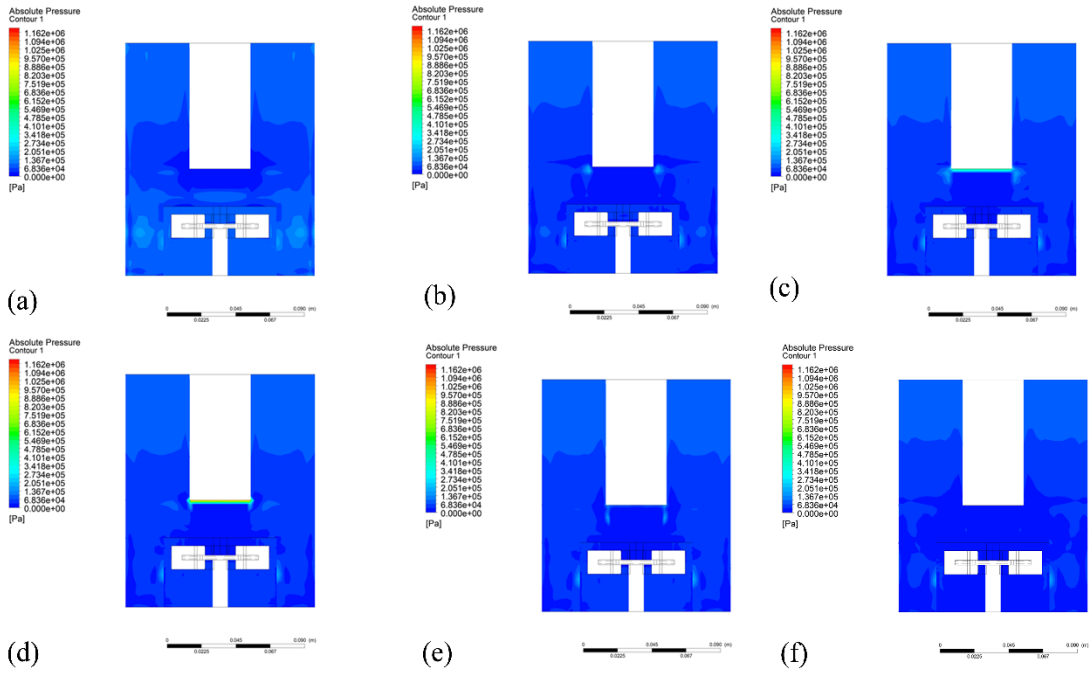 Absolute Pressure
Contour 1
1.162e+06
1.094e+06
1.025e+06
9.570e+05
8.886e+05
8.203e+05
7.519e+05
6.836e+05
6.152e+05
5.469e+05
4.785e+05
4.101e+05
3.418e+05
2.734e+05
2.051e+05
1.367e+05
6.836e+04
0.000e+00
[Pa]
(a)
0 0.045 0.090 (m)
0.0225 0.067
Absolute Pressure
Contour 1
1.162e+06
1.094e+06
1.025e+06
9.570e+05
8.886e+05
8.203e+05
7.519e+05
6.836e+05
6.152e+05
5.469e+05
4.785e+05
4.101e+05
3.418e+05
2.734e+05
2.051e+05
1.367e+05
6.836e+04
0.000e+00
[Pa]
(b)
0 0.045 0.090 (m)
0.0225 0.067
Absolute Pressure
Contour 1
1.162e+06
1.094e+06
1.025e+06
9.570e+05
8.886e+05
8.203e+05
7.519e+05
6.836e+05
6.152e+05
5.469e+05
4.785e+05
4.101e+05
3.418e+05
2.734e+05
2.051e+05
1.367e+05
6.836e+04
0.000e+00
[Pa]
(c)
0 0.045 0.090 (m)
0.0225 0.067
Absolute Pressure
Contour 1
1.162e+06
1.094e+06
1.025e+06
9.570e+05
8.886e+05
8.203e+05
7.519e+05
6.836e+05
6.152e+05
5.469e+05
4.785e+05
4.101e+05
3.418e+05
2.734e+05
2.051e+05
1.367e+05
6.836e+04
0.000e+00
[Pa]
(d)
0 0.045 0.090 (m)
0.0225 0.067
Absolute Pressure
Contour 1
1.162e+06
1.094e+06
1.025e+06
9.570e+05
8.886e+05
8.203e+05
7.519e+05
6.836e+05
6.152e+05
5.469e+05
4.785e+05
4.101e+05
3.418e+05
2.734e+05
2.051e+05
1.367e+05
6.836e+04
0.000e+00
[Pa]
(e)
0 0.045 0.090 (m)
0.0225 0.067
Absolute Pressure
Contour 1
1.162e+06
1.094e+06
1.025e+06
9.570e+05
8.886e+05
8.203e+05
7.519e+05
6.836e+05
6.152e+05
5.469e+05
4.785e+05
4.101e+05
3.418e+05
2.734e+05
2.051e+05
1.367e+05
6.836e+04
0.000e+00
[Pa]
(f)
0 0.045 0.090 (m)
0.0225 0.067